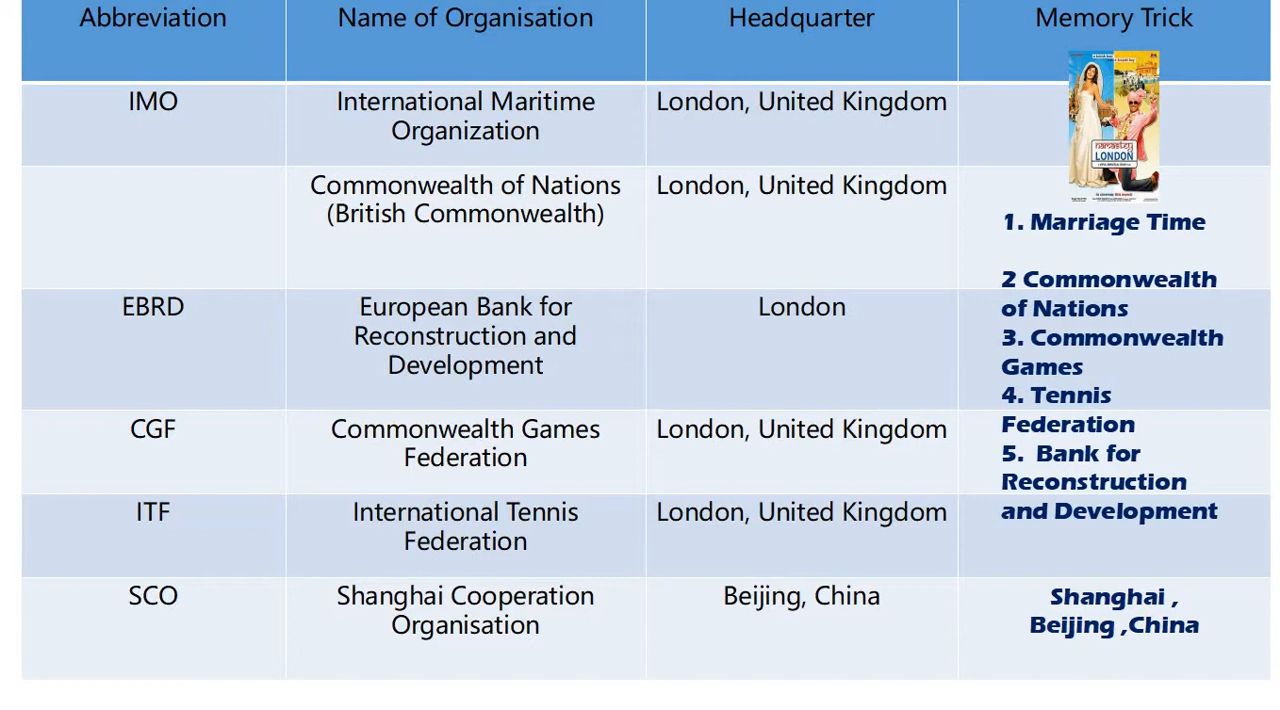 Abbreviation
Name of Organisation
Headquarter
Memory Trick
IMO
International Maritime
Organization
London, United Kingdom
namastey
LONDON
Commonwealth of Nations
(British Commonwealth)
London, United Kingdom
1. Marriage Time
2 Commonwealth
of Nations
3. Commonwealth
Games
4. Tennis
Federation
5. Bank for
Reconstruction
and Development
EBRD
European Bank for
Reconstruction and
Development
London
CGF
Commonwealth Games
Federation
London, United Kingdom
ITF
International Tennis
Federation
London, United Kingdom
SCO
Shanghai Cooperation
Organisation
Beijing, China
Shanghai ,
Beijing ,China